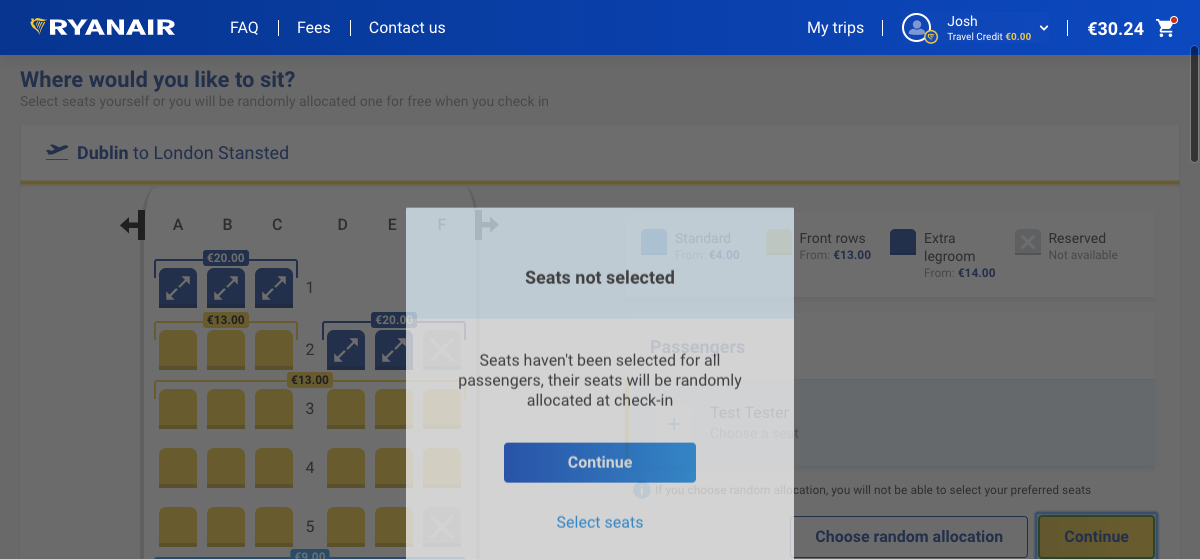 RYANAIR
FAQ
Fees
Contact us
My trips
Josh
Travel Credit €0.00
€30.24
Where would you like to sit?
Select seats yourself or you will be randomly allocated one for free when you check in
Dublin to London Stansted
A B C D E F
Standard
From: €4.00
Front rows
From: €13.00
Extra
legroom
From: €14.00
Reserved
Not available
€20.00
1
€13.00
€20.00
2
€13.00
3
4
5
€9.00
Seats not selected
Seats haven't been selected for all
passengers, their seats will be randomly
allocated at check-in
Continue
Select seats
Passengers
Test Tester
Choose a seat
If you choose random allocation, you will not be able to select your preferred seats
Choose random allocation
Continue